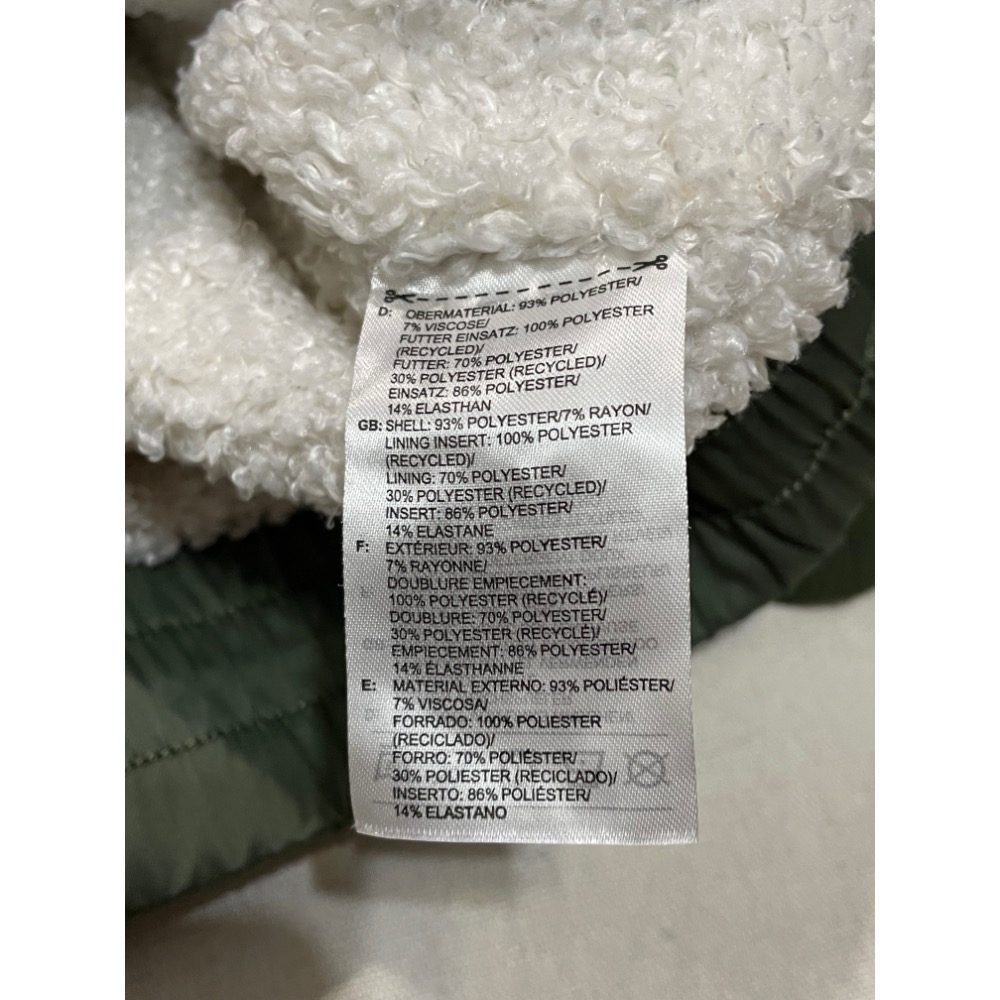 D: OBERMATERIAL: 93% POLYESTER/
7% VISCOSE/
FUTTER EINSATZ: 100% POLYESTER
(RECYCLED)/
FUTTER: 70% POLYESTER/
30% POLYESTER (RECYCLED)/
EINSATZ: 86% POLYESTER/
14% ELASTHAN
GB: SHELL: 93% POLYESTER/7% RAYON/
LINING INSERT: 100% POLYESTER
(RECYCLED)/
LINING: 70% POLYESTER/
30% POLYESTER (RECYCLED)/
INSERT: 86% POLYESTER/
14% ELASTANE
F: EXTÉRIEUR: 93% POLYESTER/
7% RAYONNE/
DOUBLURE EMPIECEMENT:
100% POLYESTER (RECYCLÉ)/
DOUBLURE: 70% POLYESTER/
30% POLYESTER (RECYCLÉ)/
EMPIECEMENT: 86% POLYESTER/
14% ÉLASTHANNE
E: MATERIAL EXTERNO: 93% POLIÉSTER/
7% VISCOSA/
FORRADO: 100% POLIESTER
(RECICLADO)/
FORRO: 70% POLIÉSTER/
30% POLIESTER (RECICLADO)/
INSERTO: 86% POLIÉSTER/
14% ELASTANO